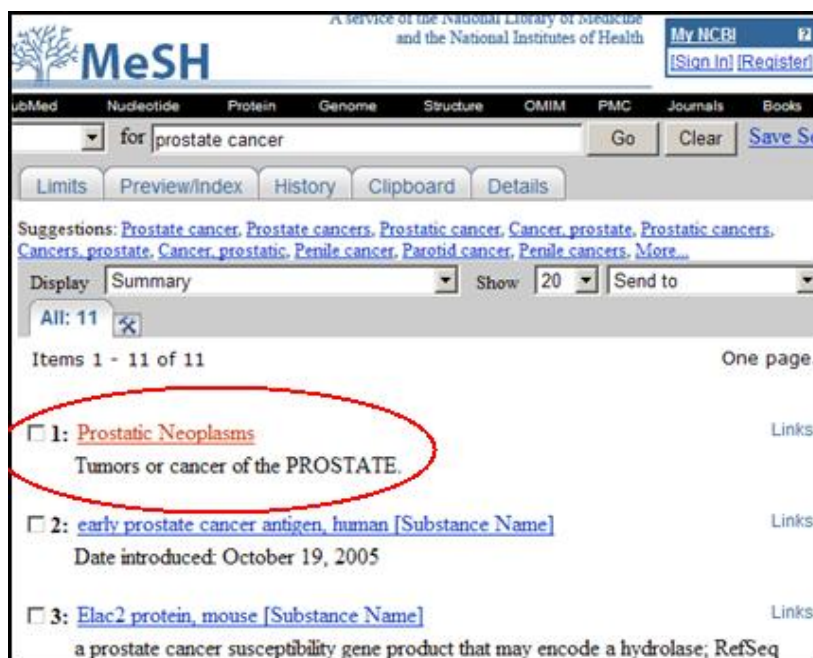 A service of the National Library of Medicine
and the National Institutes of Health
My NCBI ?
[Sign In] [Register]
MeSH
ubMed Nucleotide Protein Genome Structure OMIM PMC Journals Books
for prostate cancer Go Clear Save Se
Limits Preview/Index History Clipboard Details
Suggestions: Prostate cancer, Prostate cancers, Prostatic cancer, Cancer, prostate, Prostatic cancers,
Cancers, prostate, Cancer, prostatic, Penile cancer, Parotid cancer, Penile cancers, More...
Display Summary Show 20 Send to
All: 11
Items 1 - 11 of 11 One page.
1: Prostatic Neoplasms Links
Tumors or cancer of the PROSTATE.
2: early prostate cancer antigen, human [Substance Name] Links
Date introduced: October 19, 2005
3: Elac2 protein, mouse [Substance Name] Links
a prostate cancer susceptibility gene product that may encode a hydrolase; RefSeq